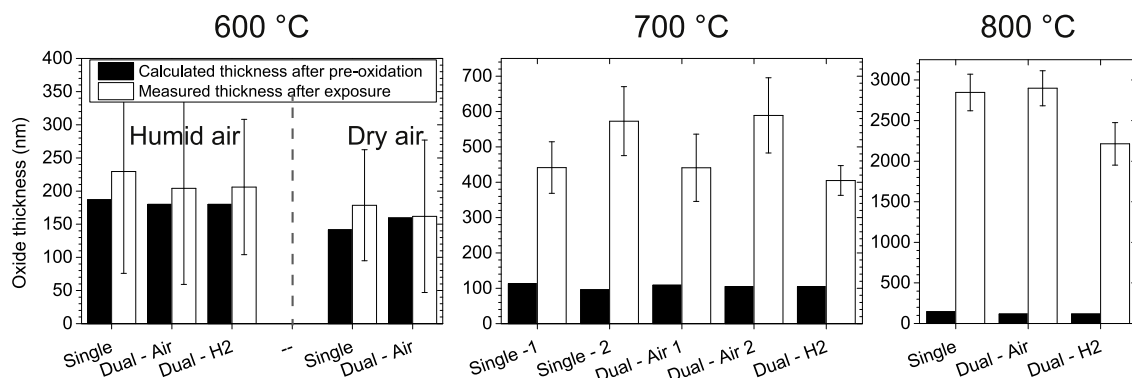 600 °C
700 °C
800 °C
Oxide thickness (nm)
400
350
300
250
200
150
100
50
0
Calculated thickness after pre-oxidation
Measured thickness after exposure
Humid air
Dry air
Single
Dual - Air
Dual - H2
--
Single
Dual - Air
700
600
500
400
300
200
100
0
Single -1
Single - 2
Dual - Air 1
Dual - Air 2
Dual - H2
3000
2500
2000
1500
1000
500
0
Single
Dual - Air
Dual - H2